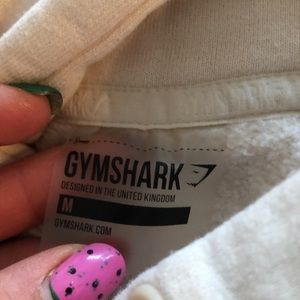 GYMSHARK
DESIGNED IN THE UNITED KINGDOM
M
GYMSHARK.COM